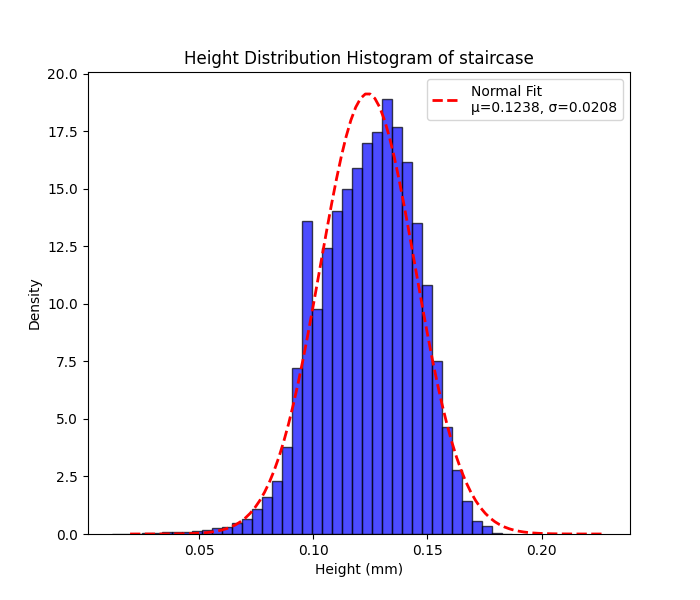 Height Distribution Histogram of staircase
20.0
17.5
15.0
12.5
10.0
7.5
5.0
2.5
0.0
Density
Normal Fit
μ=0.1238, σ=0.0208
0.05 0.10 0.15 0.20
Height (mm)